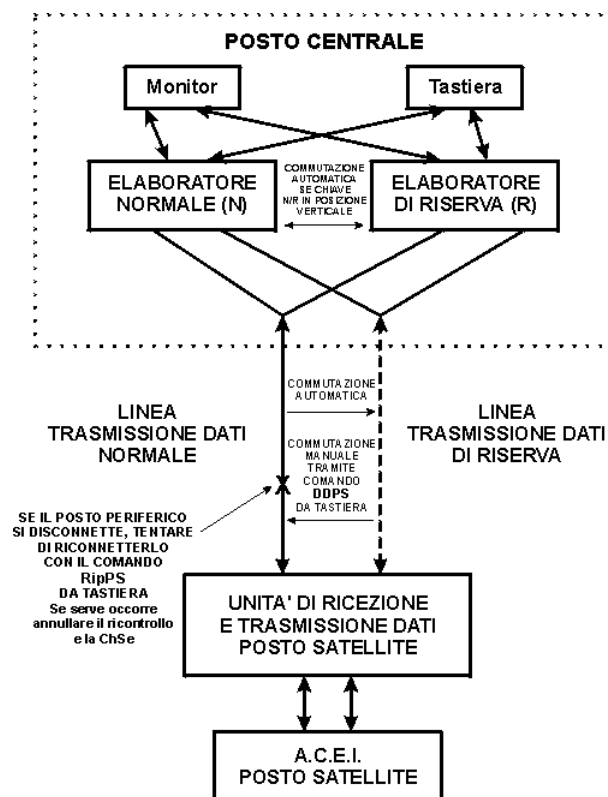 POSTO CENTRALE
Monitor
Tastiera
ELABORATORE
NORMALE (N)
COMMUTAZIONE
AUTOMATICA
SE CHIAVE
N/R IN POSIZIONE
VERTICALE
ELABORATORE
DI RISERVA (R)
LINEA
TRASMISSIONE DATI
NORMALE
COMMUTAZIONE
AUTOMATICA
COMMUTAZIONE
MANUALE
TRAMITE
COMANDO
DDPS
DA TASTIERA
LINEA
TRASMISSIONE DATI
DI RISERVA
SE IL POSTO PERIFERICO
SI DISCONNETTE, TENTARE
DI RICONNETTERLO
CON IL COMANDO
RipPS
DA TASTIERA
Se serve occorre
annullare il ricontrollo
e la ChSe
UNITA' DI RICEZIONE
E TRASMISSIONE DATI
POSTO SATELLITE
A.C.E.I.
POSTO SATELLITE